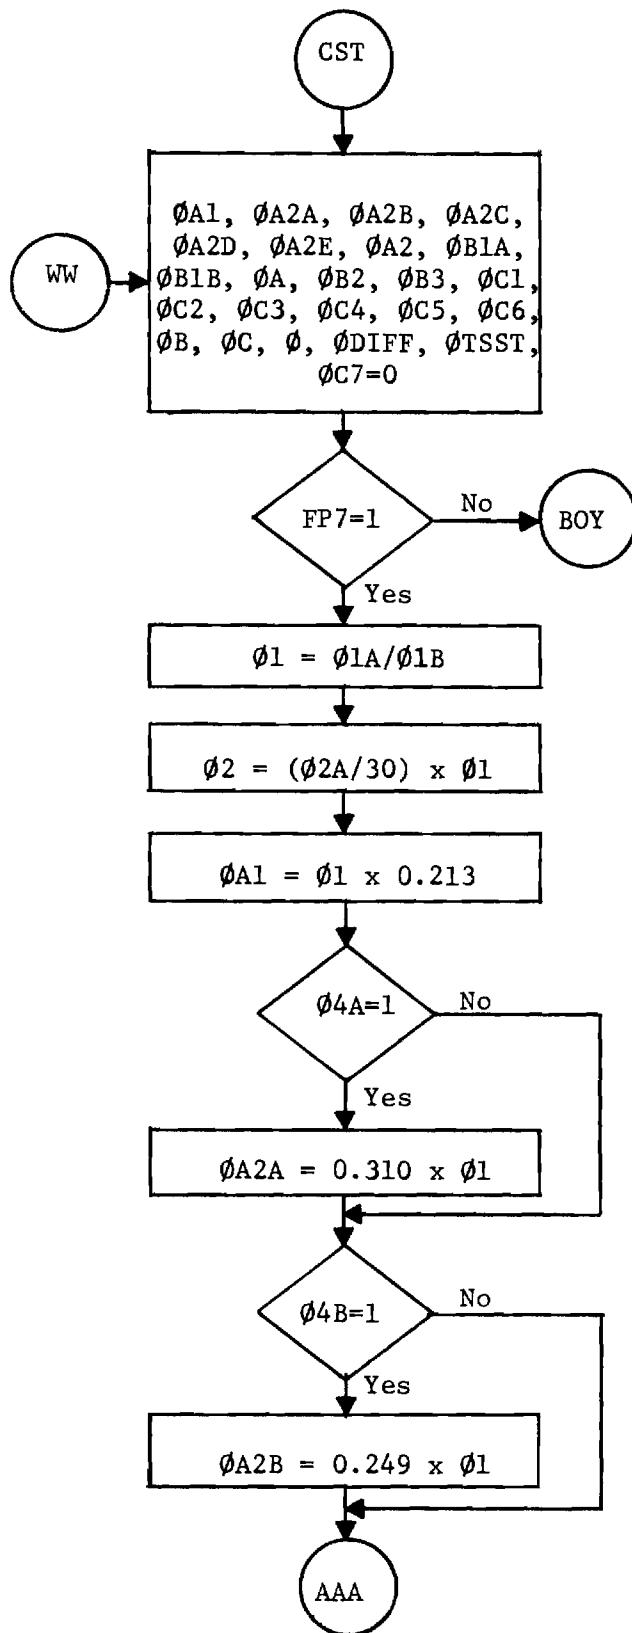 CST
WW
ØA1, ØA2A, ØA2B, ØA2C,
ØA2D, ØA2E, ØA2, ØB1A,
ØB1B, ØA, ØB2, ØB3, ØC1,
ØC2, ØC3, ØC4, ØC5, ØC6,
ØB, ØC, Ø, ØDIFF, ØTSST,
ØC7=0
FP7=1
No
BOY
Yes
Ø1 = Ø1A/Ø1B
Ø2 = (Ø2A/30) x Ø1
ØA1 = Ø1 x 0.213
Ø4A=1
No
Yes
ØA2A = 0.310 x Ø1
Ø4B=1
No
Yes
ØA2B = 0.249 x Ø1
AAA